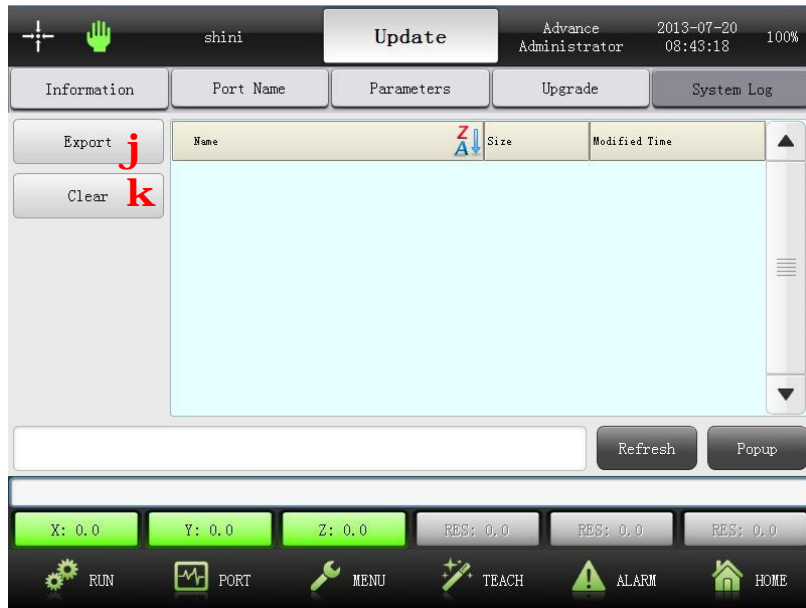 shini Update Advance Administrator 2013-07-20 08:43:18 100%
Information Port Name Parameters Upgrade System Log
Export j Name Z A Size Modified Time
Clear k
Refresh Popup
X: 0.0 Y: 0.0 Z: 0.0 RES: 0.0 RES: 0.0 RES: 0.0
RUN PORT MENU TEACH ALARM HOME